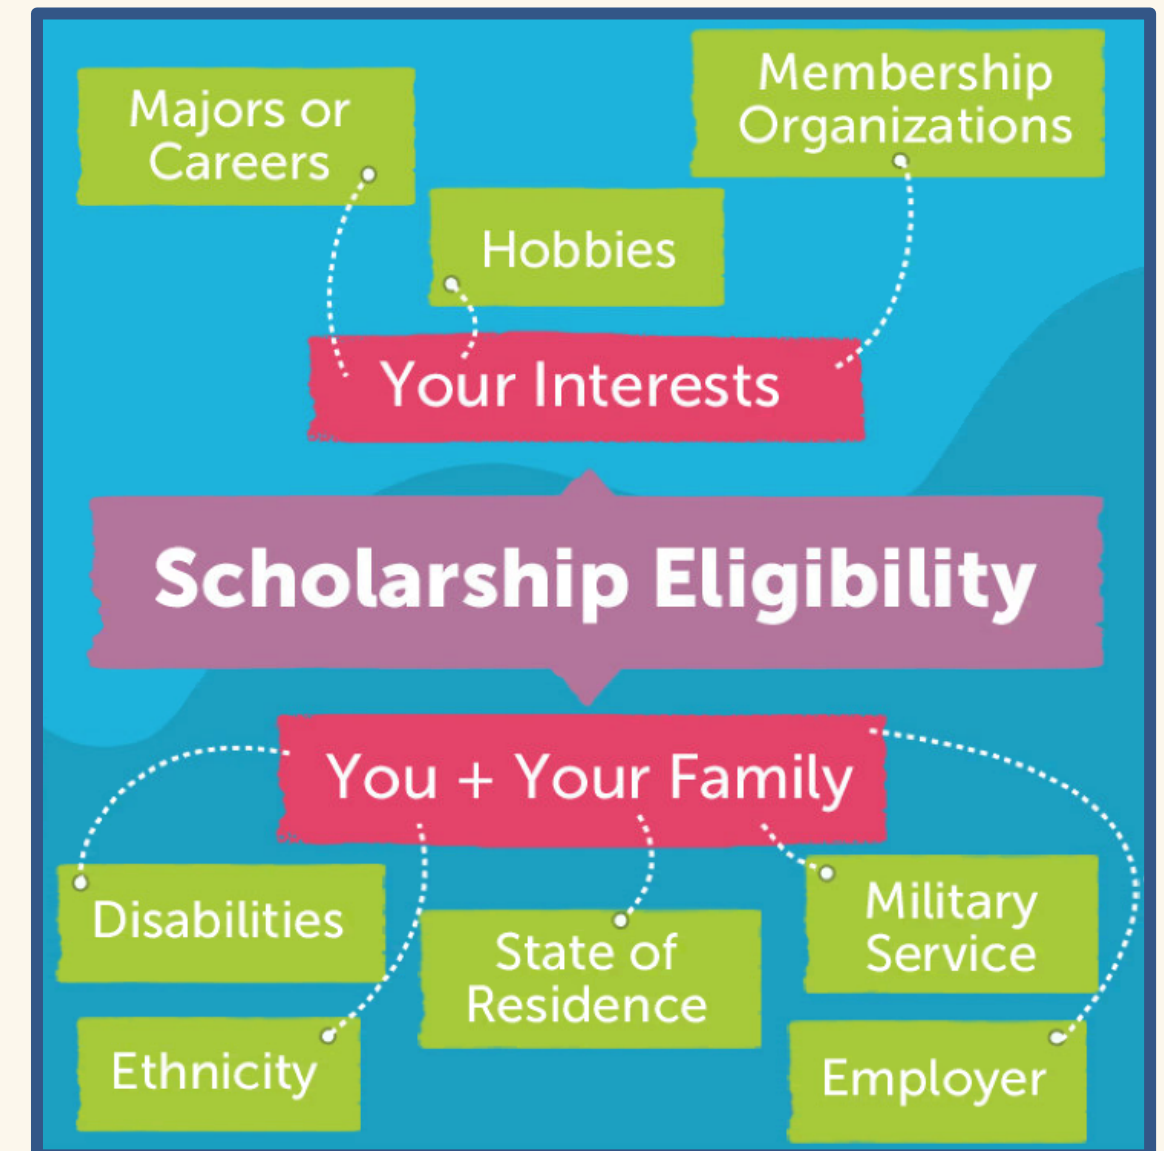 Majors or
Careers
Membership
Organizations
Hobbies
Your Interests
Scholarship Eligibility
You + Your Family
Disabilities
Ethnicity
State of
Residence
Military
Service
Employer